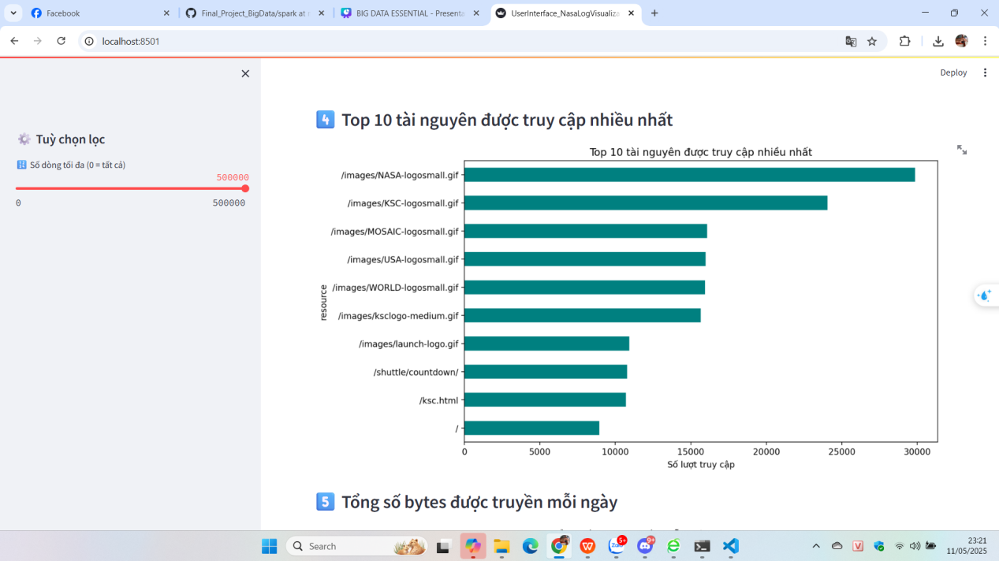 Facebook
Final_Project_BigData/spark at r
BIG DATA ESSENTIAL - Presenta
UserInterface_NasaLogVisualiza
localhost:8501
Deploy
Tuỳ chọn lọc
Số dòng tối đa (0 = tất cả)
500000
0 500000
4 Top 10 tài nguyên được truy cập nhiều nhất
Top 10 tài nguyên được truy cập nhiều nhất
resource
/images/NASA-logosmall.gif
/images/KSC-logosmall.gif
/images/MOSAIC-logosmall.gif
/images/USA-logosmall.gif
/images/WORLD-logosmall.gif
/images/ksclogo-medium.gif
/images/launch-logo.gif
/shuttle/countdown/
/ksc.html
/
0 5000 10000 15000 20000 25000 30000
Số lượt truy cập
5 Tổng số bytes được truyền mỗi ngày
Search
Zalo
5+
9+
23:21
11/05/2025